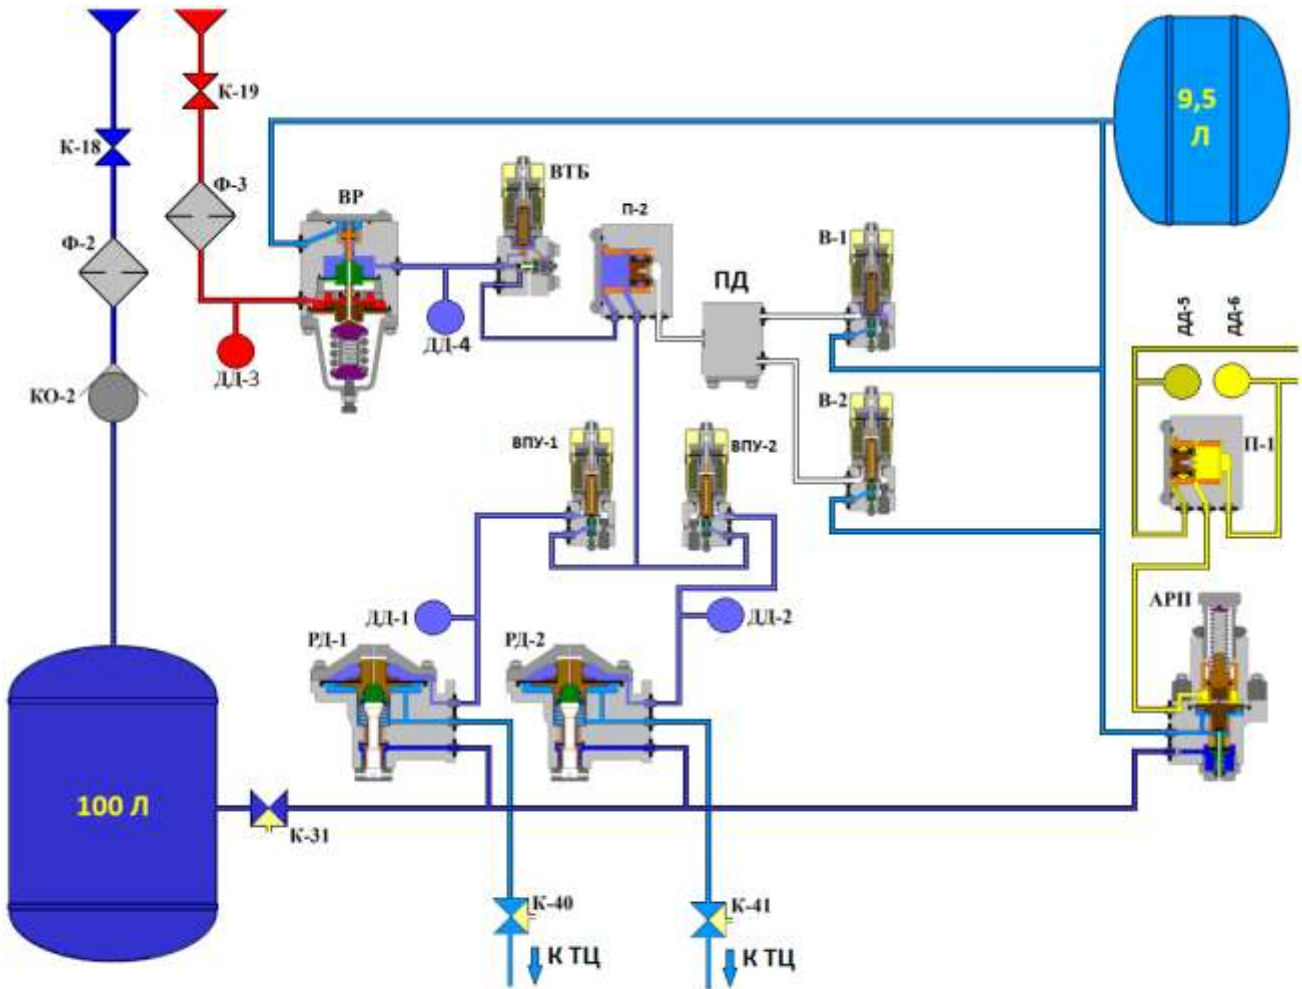 К-19
К-18
Ф-3
Ф-2
КО-2
ДД-3
ВР
ДД-4
ВТБ
П-2
ПД
В-1
В-2
9,5
Л
ДД-5
ДД-6
П-1
АРП
ВПУ-1
ВПУ-2
ДД-1
ДД-2
РД-1
РД-2
100 Л
К-31
К-40
К ТЦ
К-41
К ТЦ